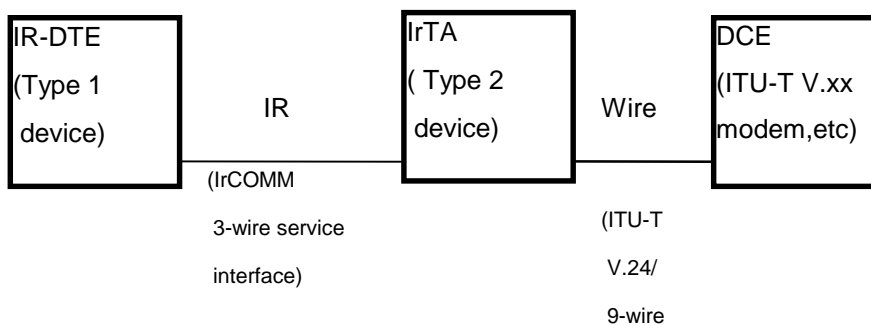 IR-DTE
(Type 1
device)
IR
(IrCOMM
3-wire service
interface)
IrTA
( Type 2
device)
Wire
(ITU-T
V.24/
9-wire
DCE
(ITU-T V.xx
modem,etc)